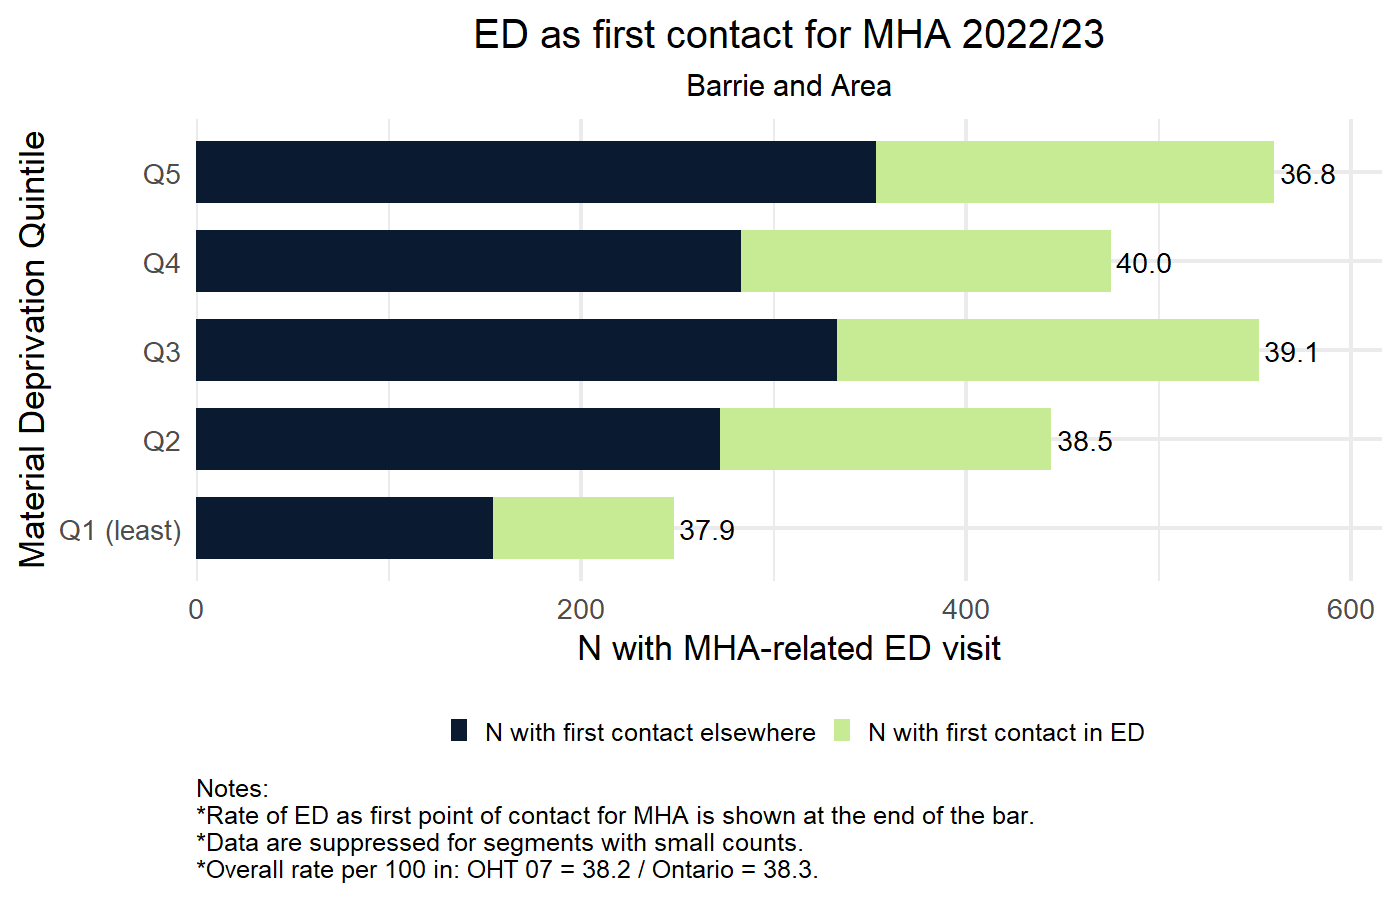 ED as first contact for MHA 2022/23
Barrie and Area
Material Deprivation Quintile
Q5
36.8
Q4
40.0
Q3
39.1
Q2
38.5
Q1 (least)
37.9
0 200 400 600
N with MHA-related ED visit
N with first contact elsewhere N with first contact in ED
Notes:
*Rate of ED as first point of contact for MHA is shown at the end of the bar.
*Data are suppressed for segments with small counts.
*Overall rate per 100 in: OHT 07 = 38.2 / Ontario = 38.3.